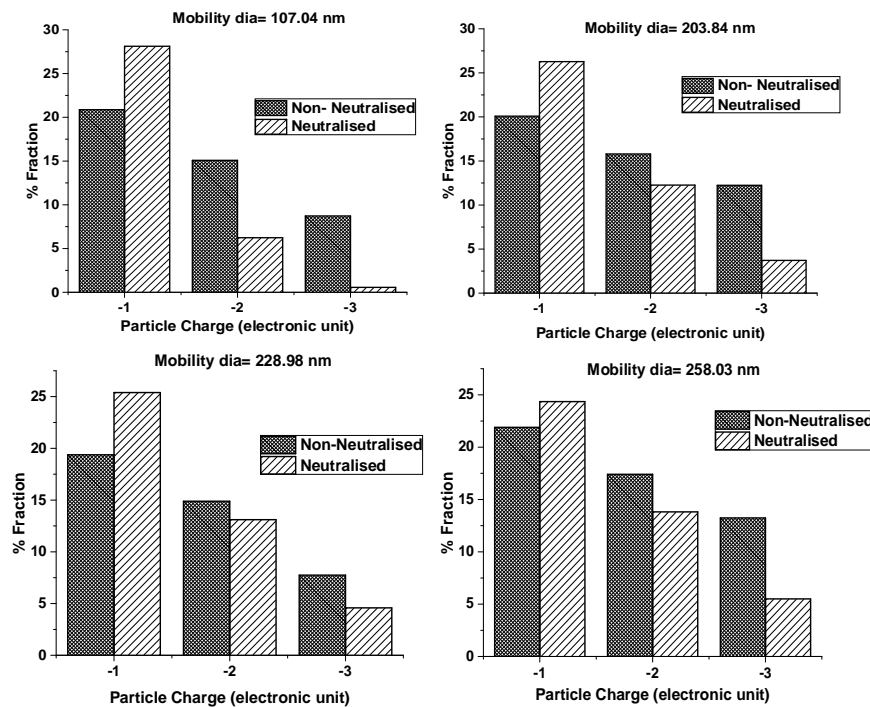 Mobility dia= 107.04 nm
30
25
20
15
10
5
0
% Fraction
Non- Neutralised
Neutralised
-1 -2 -3
Particle Charge (electronic unit)
Mobility dia= 203.84 nm
30
25
20
15
10
5
0
% Fraction
Non- Neutralised
Neutralised
-1 -2 -3
Particle Charge (electronic unit)
Mobility dia= 228.98 nm
25
20
15
10
5
0
% Fraction
Non-Neutralised
Neutralised
-1 -2 -3
Particle Charge (electronic unit)
Mobility dia= 258.03 nm
25
20
15
10
5
0
% Fraction
Non-Neutralised
Neutralised
-1 -2 -3
Particle Charge (electronic unit)